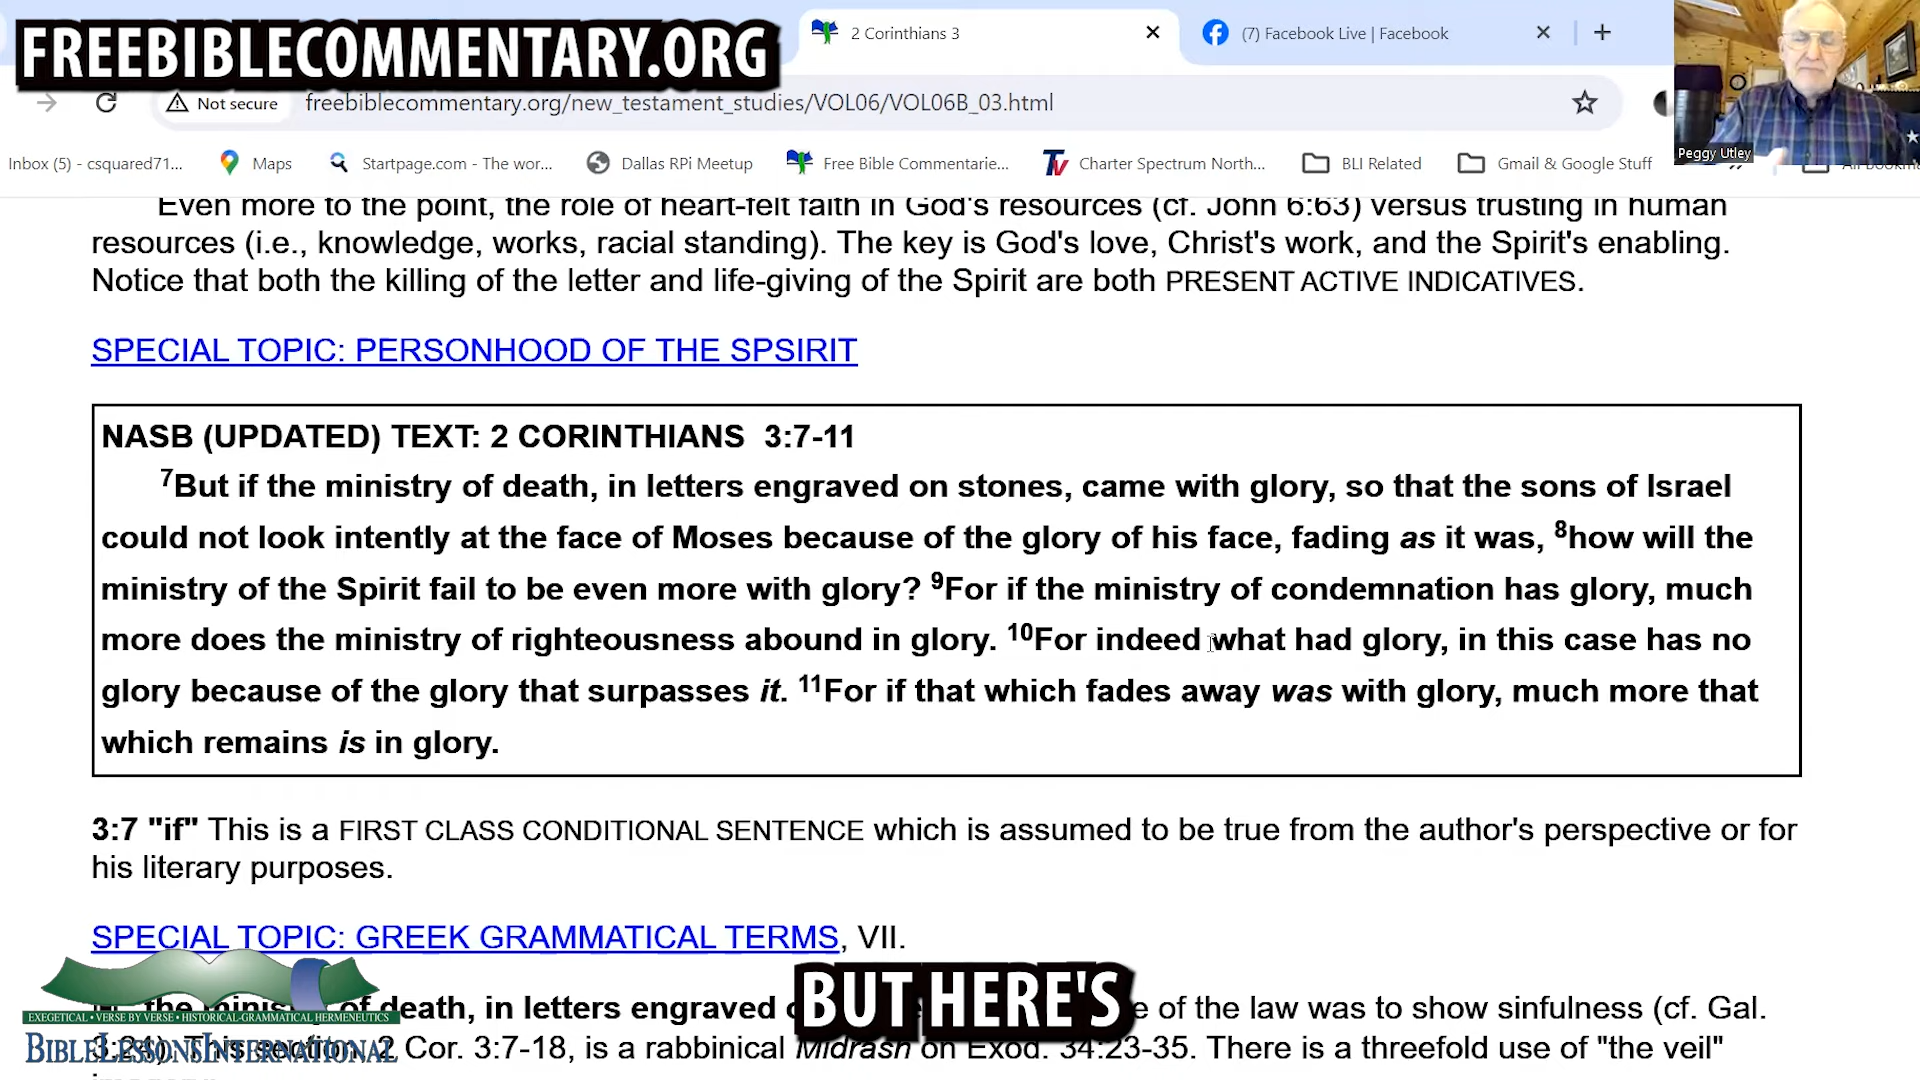 FREEBIBLECOMMENTARY.ORG
2 Corinthians 3
(7) Facebook Live | Facebook
Not secure
freebiblecommentary.org/new_testament_studies/VOL06/VOL06B_03.html
Peggy Utley
Inbox (5) - csquared71...
Maps
Startpage.com - The wor...
Dallas RPi Meetup
Free Bible Commentarie...
Charter Spectrum North...
BLI Related
Gmail & Google Stuff
Even more to the point, the role of heart-felt faith in God's resources (cf. John 6:63) versus trusting in human
resources (i.e., knowledge, works, racial standing). The key is God's love, Christ's work, and the Spirit's enabling.
Notice that both the killing of the letter and life-giving of the Spirit are both PRESENT ACTIVE INDICATIVES.
SPECIAL TOPIC: PERSONHOOD OF THE SPSIRIT
NASB (UPDATED) TEXT: 2 CORINTHIANS 3:7-11
7But if the ministry of death, in letters engraved on stones, came with glory, so that the sons of Israel
could not look intently at the face of Moses because of the glory of his face, fading as it was, 8how will the
ministry of the Spirit fail to be even more with glory? 9For if the ministry of condemnation has glory, much
more does the ministry of righteousness abound in glory. 10For indeed what had glory, in this case has no
glory because of the glory that surpasses it. 11For if that which fades away was with glory, much more that
which remains is in glory.
3:7 "if" This is a FIRST CLASS CONDITIONAL SENTENCE which is assumed to be true from the author's perspective or for
his literary purposes.
SPECIAL TOPIC: GREEK GRAMMATICAL TERMS, VII.
the ministry of death, in letters engraved
of the law was to show sinfulness (cf. Gal.
This section, 2 Cor. 3:7-18, is a rabbinical Midrash on Exod. 34:23-35. There is a threefold use of "the veil"
BUT HERE'S
EXEGETICAL • VERSE BY VERSE • HISTORICAL-GRAMMATICAL HERMENEUTICS
BIBLELESSONSINTERNATIONAL